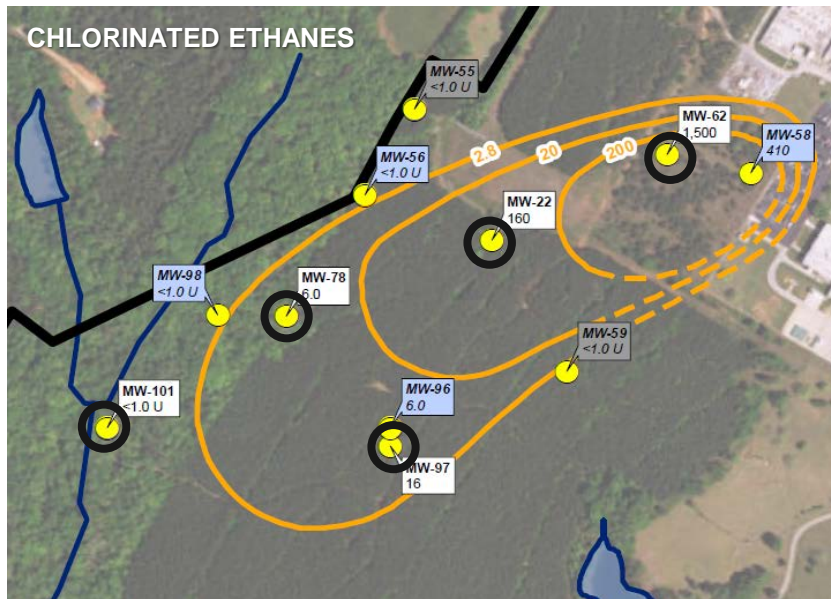 CHLORINATED ETHANES
MW-55
<1.0 U
MW-62
1,500
MW-58
410
2.8
20
200
MW-56
<1.0 U
MW-22
160
MW-98
<1.0 U
MW-78
6.0
MW-59
<1.0 U
MW-101
<1.0 U
MW-96
6.0
MW-97
16